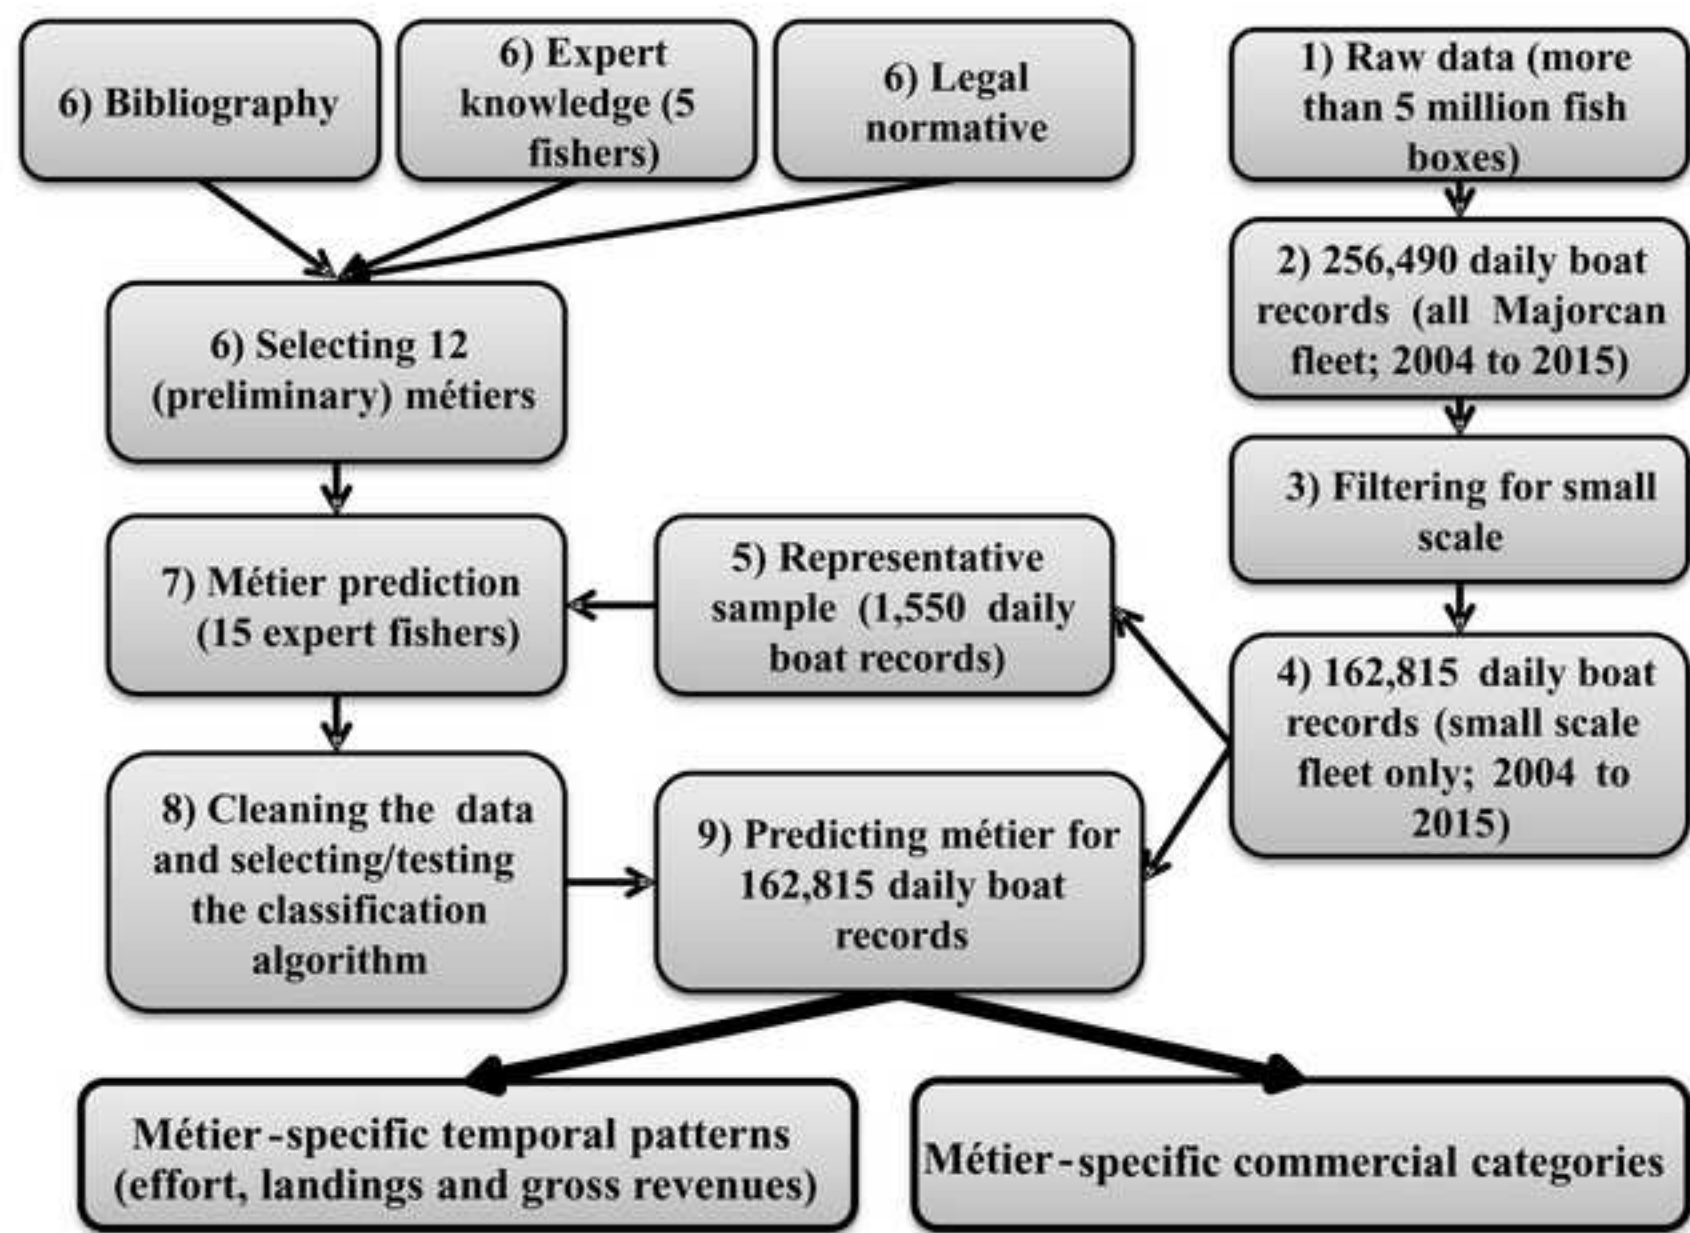 6) Bibliography
6) Expert
knowledge (5
fishers)
6) Legal
normative
1) Raw data (more
than 5 million fish
boxes)
2) 256,490 daily boat
records (all Majorcan
fleet; 2004 to 2015)
6) Selecting 12
(preliminary) métiers
3) Filtering for small
scale
7) Métier prediction
(15 expert fishers)
5) Representative
sample (1,550 daily
boat records)
4) 162,815 daily boat
records (small scale
fleet only; 2004 to
2015)
8) Cleaning the data
and selecting/testing
the classification
algorithm
9) Predicting métier for
162,815 daily boat
records
Métier-specific temporal patterns
(effort, landings and gross revenues)
Métier-specific commercial categories